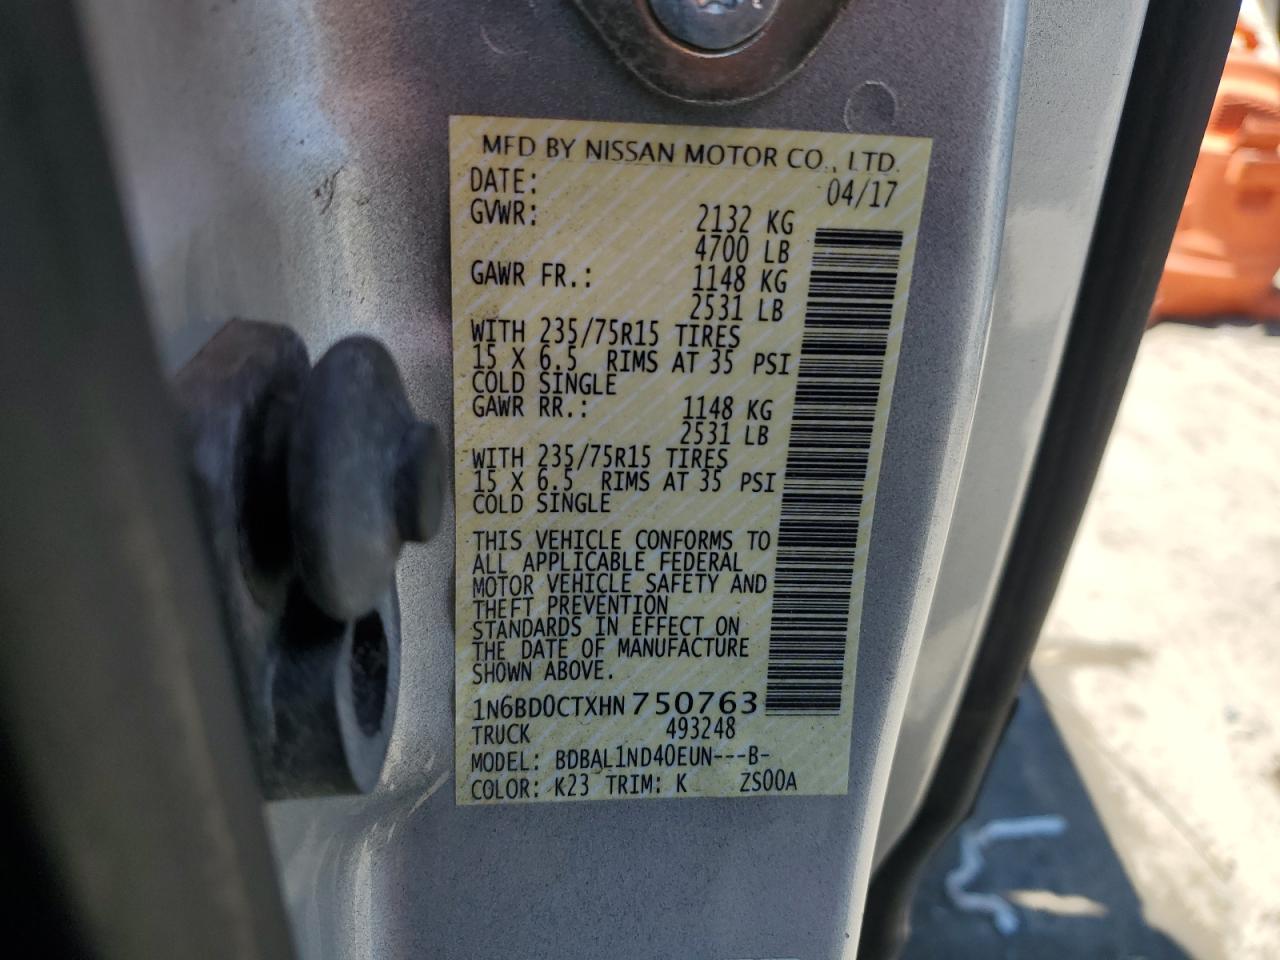 MFD BY NISSAN MOTOR CO., LTD.
DATE: 04/17
GVWR: 2132 KG
4700 LB
GAWR FR.: 1148 KG
2531 LB
WITH 235/75R15 TIRES
15 X 6.5 RIMS AT 35 PSI
COLD SINGLE
GAWR RR.: 1148 KG
2531 LB
WITH 235/75R15 TIRES
15 X 6.5 RIMS AT 35 PSI
COLD SINGLE
THIS VEHICLE CONFORMS TO
ALL APPLICABLE FEDERAL
MOTOR VEHICLE SAFETY AND
THEFT PREVENTION
STANDARDS IN EFFECT ON
THE DATE OF MANUFACTURE
SHOWN ABOVE.
1N6BD0CTXHN750763
TRUCK 493248
MODEL: BDBAL1ND40EUN---B-
COLOR: K23 TRIM: K ZS00A